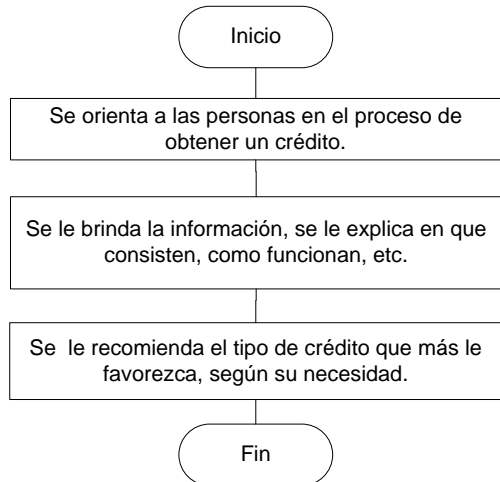 Inicio
Se orienta a las personas en el proceso de
obtener un crédito.
Se le brinda la información, se le explica en que
consisten, como funcionan, etc.
Se le recomienda el tipo de crédito que más le
favorezca, según su necesidad.
Fin